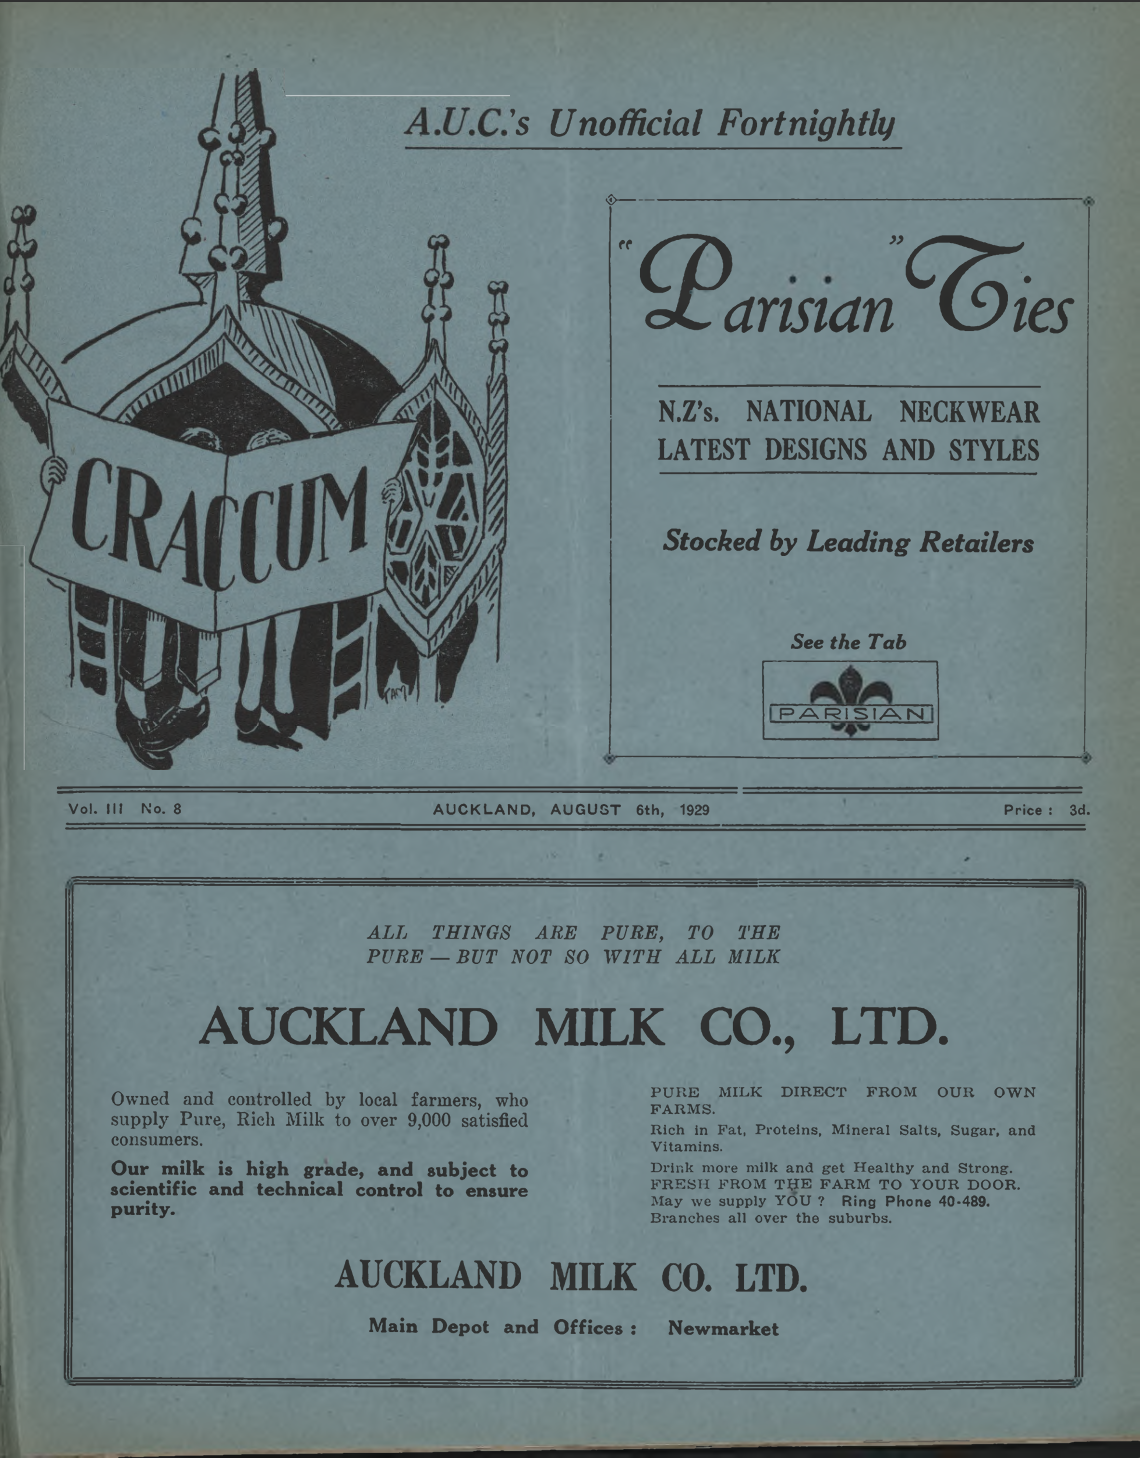 A.U.C.'s Unofficial Fortnightly
CRACCUM
"Parisian" Ties
N.Z's. NATIONAL NECKWEAR
LATEST DESIGNS AND STYLES
Stocked by Leading Retailers
See the Tab
PARISIAN
Vol. III No. 8 AUCKLAND, AUGUST 6th, 1929 Price : 3d.
ALL THINGS ARE PURE, TO THE
PURE — BUT NOT SO WITH ALL MILK
AUCKLAND MILK CO., LTD.
Owned and controlled by local farmers, who
supply Pure, Rich Milk to over 9,000 satisfied
consumers.
Our milk is high grade, and subject to
scientific and technical control to ensure
purity.
PURE MILK DIRECT FROM OUR OWN
FARMS.
Rich in Fat, Proteins, Mineral Salts, Sugar, and
Vitamins.
Drink more milk and get Healthy and Strong.
FRESH FROM THE FARM TO YOUR DOOR.
May we supply YOU ? Ring Phone 40-489.
Branches all over the suburbs.
AUCKLAND MILK CO. LTD.
Main Depot and Offices : Newmarket